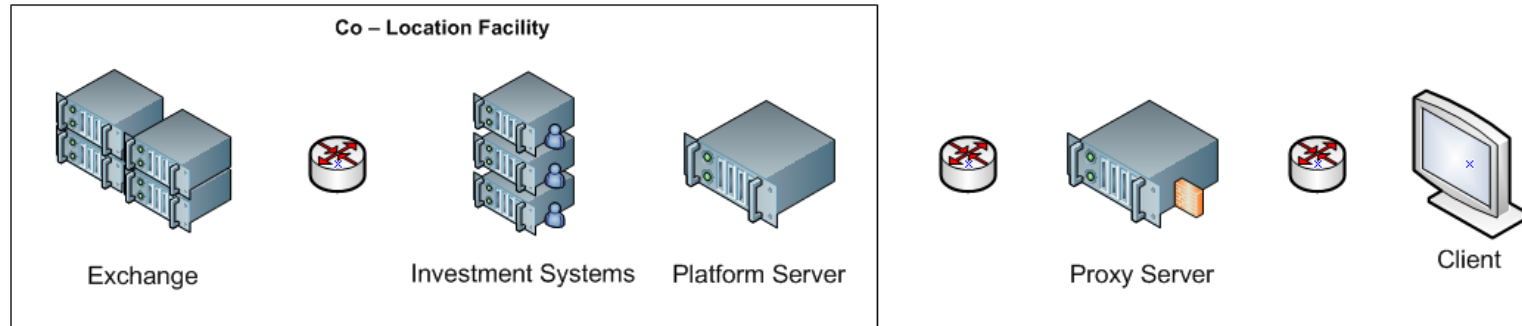 Co – Location Facility
Exchange
Investment Systems
Platform Server
Proxy Server
Client